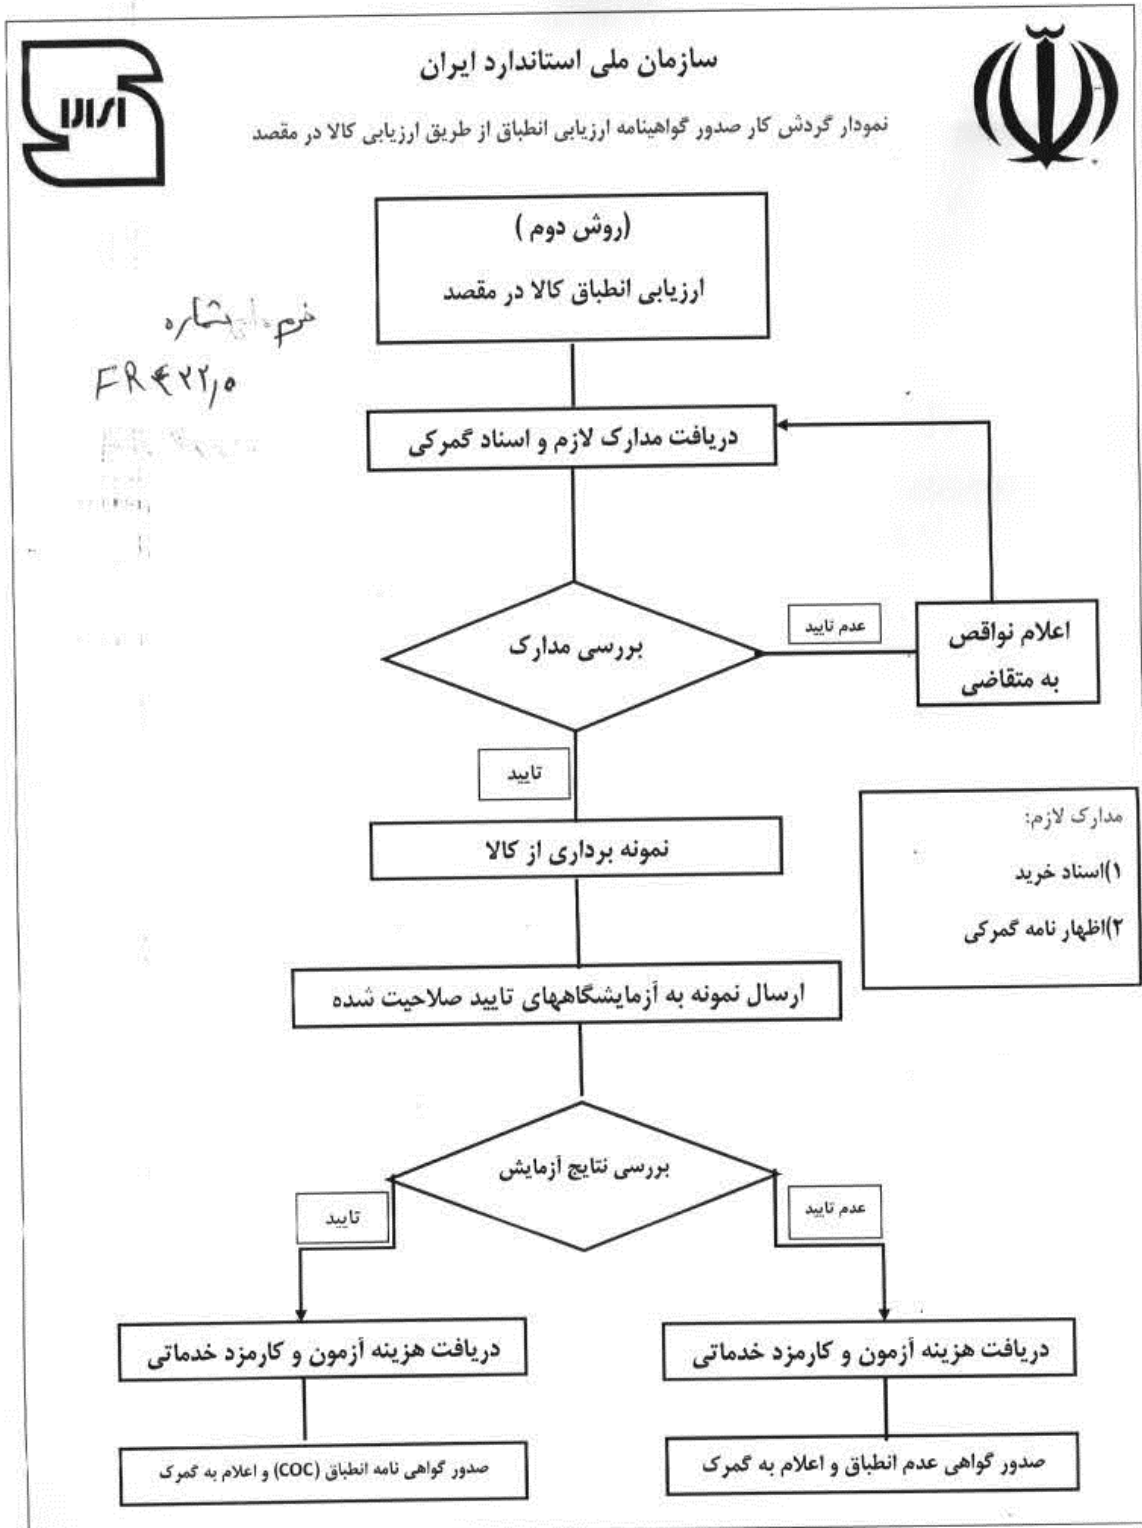 سازمان ملی استاندارد ایران
نمودار گردش کار صدور گواهینامه ارزیابی انطباق از طریق ارزیابی کالا در مقصد
(روش دوم )
ارزیابی انطباق کالا در مقصد
فرم شماره
FR۴۲۲٫۰
دریافت مدارک لازم و اسناد گمرکی
بررسی مدارک
عدم تایید
اعلام نواقص
به متقاضی
تایید
نمونه برداری از کالا
مدارک لازم:
۱)اسناد خرید
۲)اظهار نامه گمرکی
ارسال نمونه به آزمایشگاههای تایید صلاحیت شده
بررسی نتایج آزمایش
عدم تایید
تایید
دریافت هزینه آزمون و کارمزد خدماتی
دریافت هزینه آزمون و کارمزد خدماتی
صدور گواهی عدم انطباق و اعلام به گمرک
صدور گواهی نامه انطباق (COC) و اعلام به گمرک